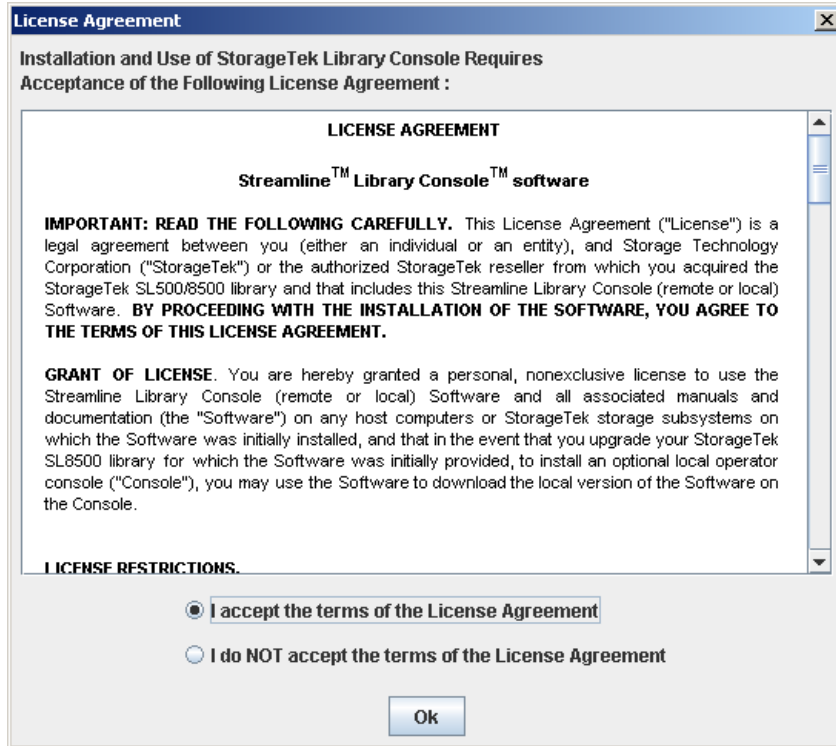 License Agreement
Installation and Use of StorageTek Library Console Requires
Acceptance of the Following License Agreement :
LICENSE AGREEMENT
Streamline™ Library Console™ software
IMPORTANT: READ THE FOLLOWING CAREFULLY. This License Agreement ("License") is a
legal agreement between you (either an individual or an entity), and Storage Technology
Corporation ("StorageTek") or the authorized StorageTek reseller from which you acquired the
StorageTek SL500/8500 library and that includes this Streamline Library Console (remote or local)
Software. BY PROCEEDING WITH THE INSTALLATION OF THE SOFTWARE, YOU AGREE TO
THE TERMS OF THIS LICENSE AGREEMENT.
GRANT OF LICENSE. You are hereby granted a personal, nonexclusive license to use the
Streamline Library Console (remote or local) Software and all associated manuals and
documentation (the "Software") on any host computers or StorageTek storage subsystems on
which the Software was initially installed, and that in the event that you upgrade your StorageTek
SL8500 library for which the Software was initially provided, to install an optional local operator
console ("Console"), you may use the Software to download the local version of the Software on
the Console.
LICENSE RESTRICTIONS.
I accept the terms of the License Agreement
I do NOT accept the terms of the License Agreement
Ok